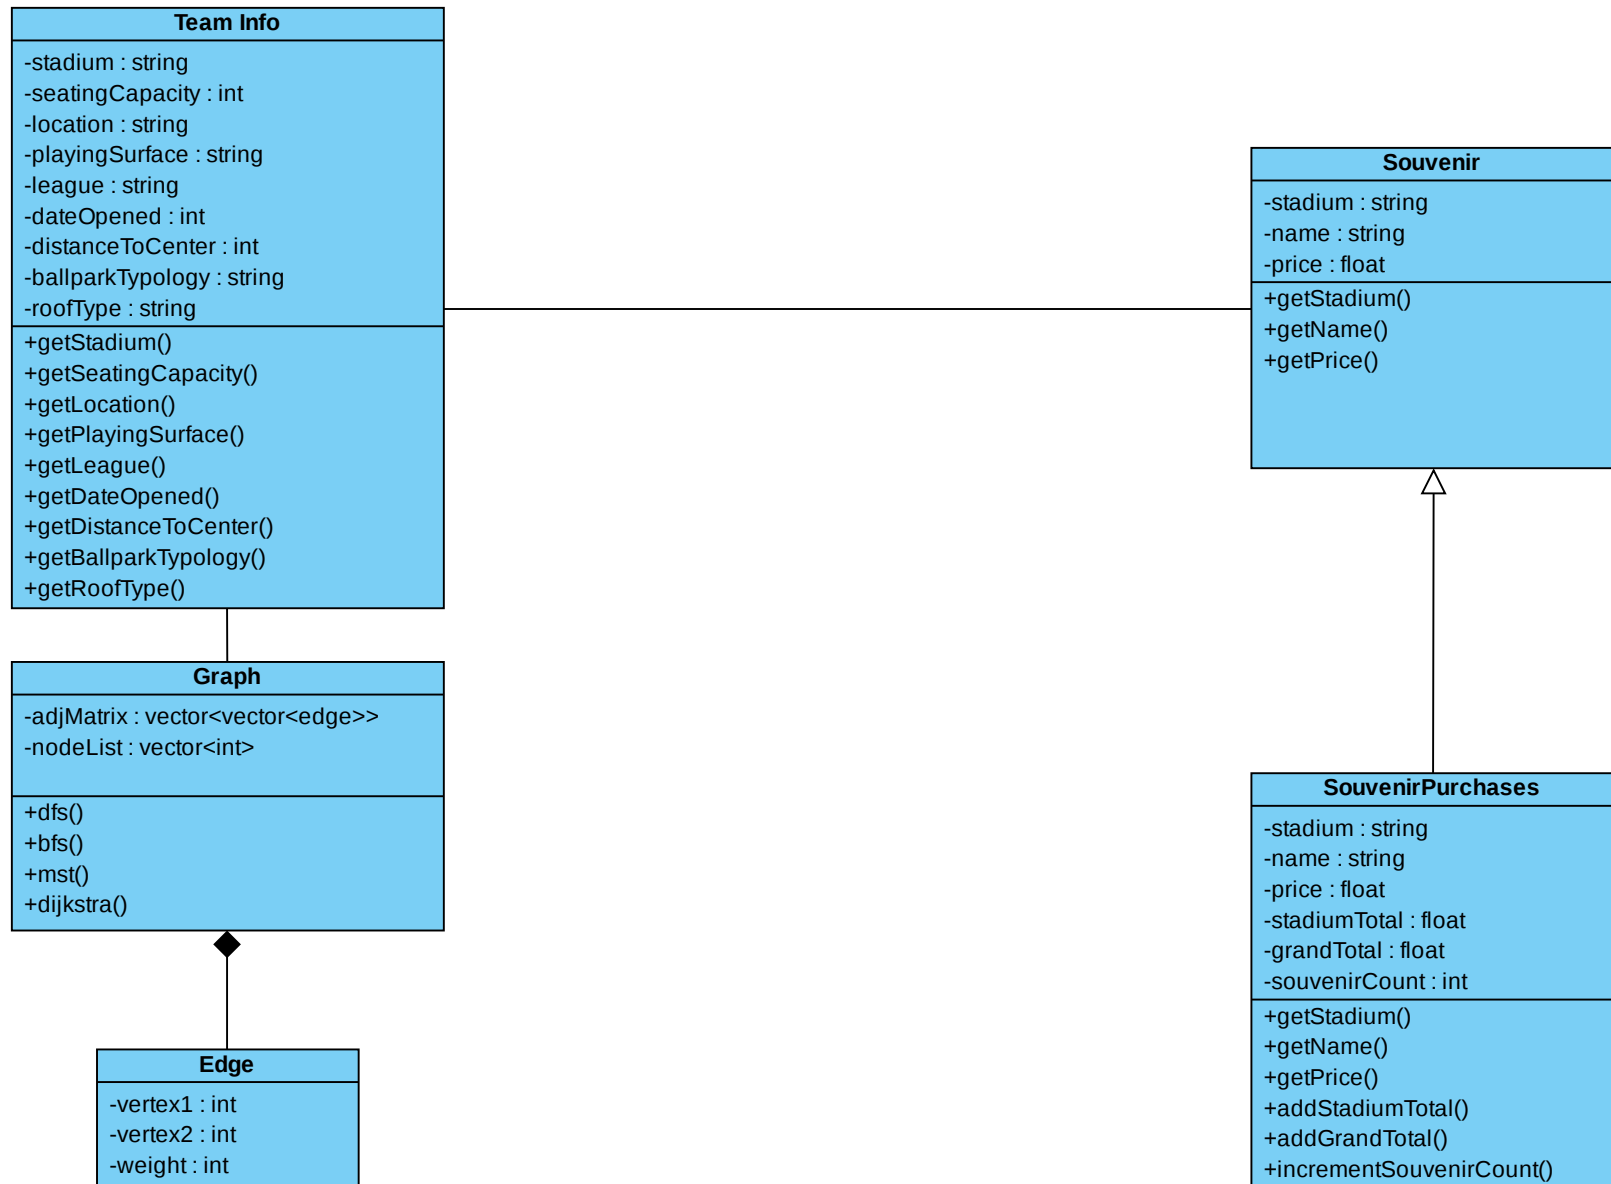 Team Info
-stadium : string
-seatingCapacity : int
-location : string
-playingSurface : string
-league : string
-dateOpened : int
-distanceToCenter : int
-ballparkTypology : string
-roofType : string
+getStadium()
+getSeatingCapacity()
+getLocation()
+getPlayingSurface()
+getLeague()
+getDateOpened()
+getDistanceToCenter()
+getBallparkTypology()
+getRoofType()
Graph
-adjMatrix : vector<vector<edge>>
-nodeList : vector<int>
+dfs()
+bfs()
+mst()
+dijkstra()
Edge
-vertex1 : int
-vertex2 : int
-weight : int
Souvenir
-stadium : string
-name : string
-price : float
+getStadium()
+getName()
+getPrice()
SouvenirPurchases
-stadium : string
-name : string
-price : float
-stadiumTotal : float
-grandTotal : float
-souvenirCount : int
+getStadium()
+getName()
+getPrice()
+addStadiumTotal()
+addGrandTotal()
+incrementSouvenirCount()